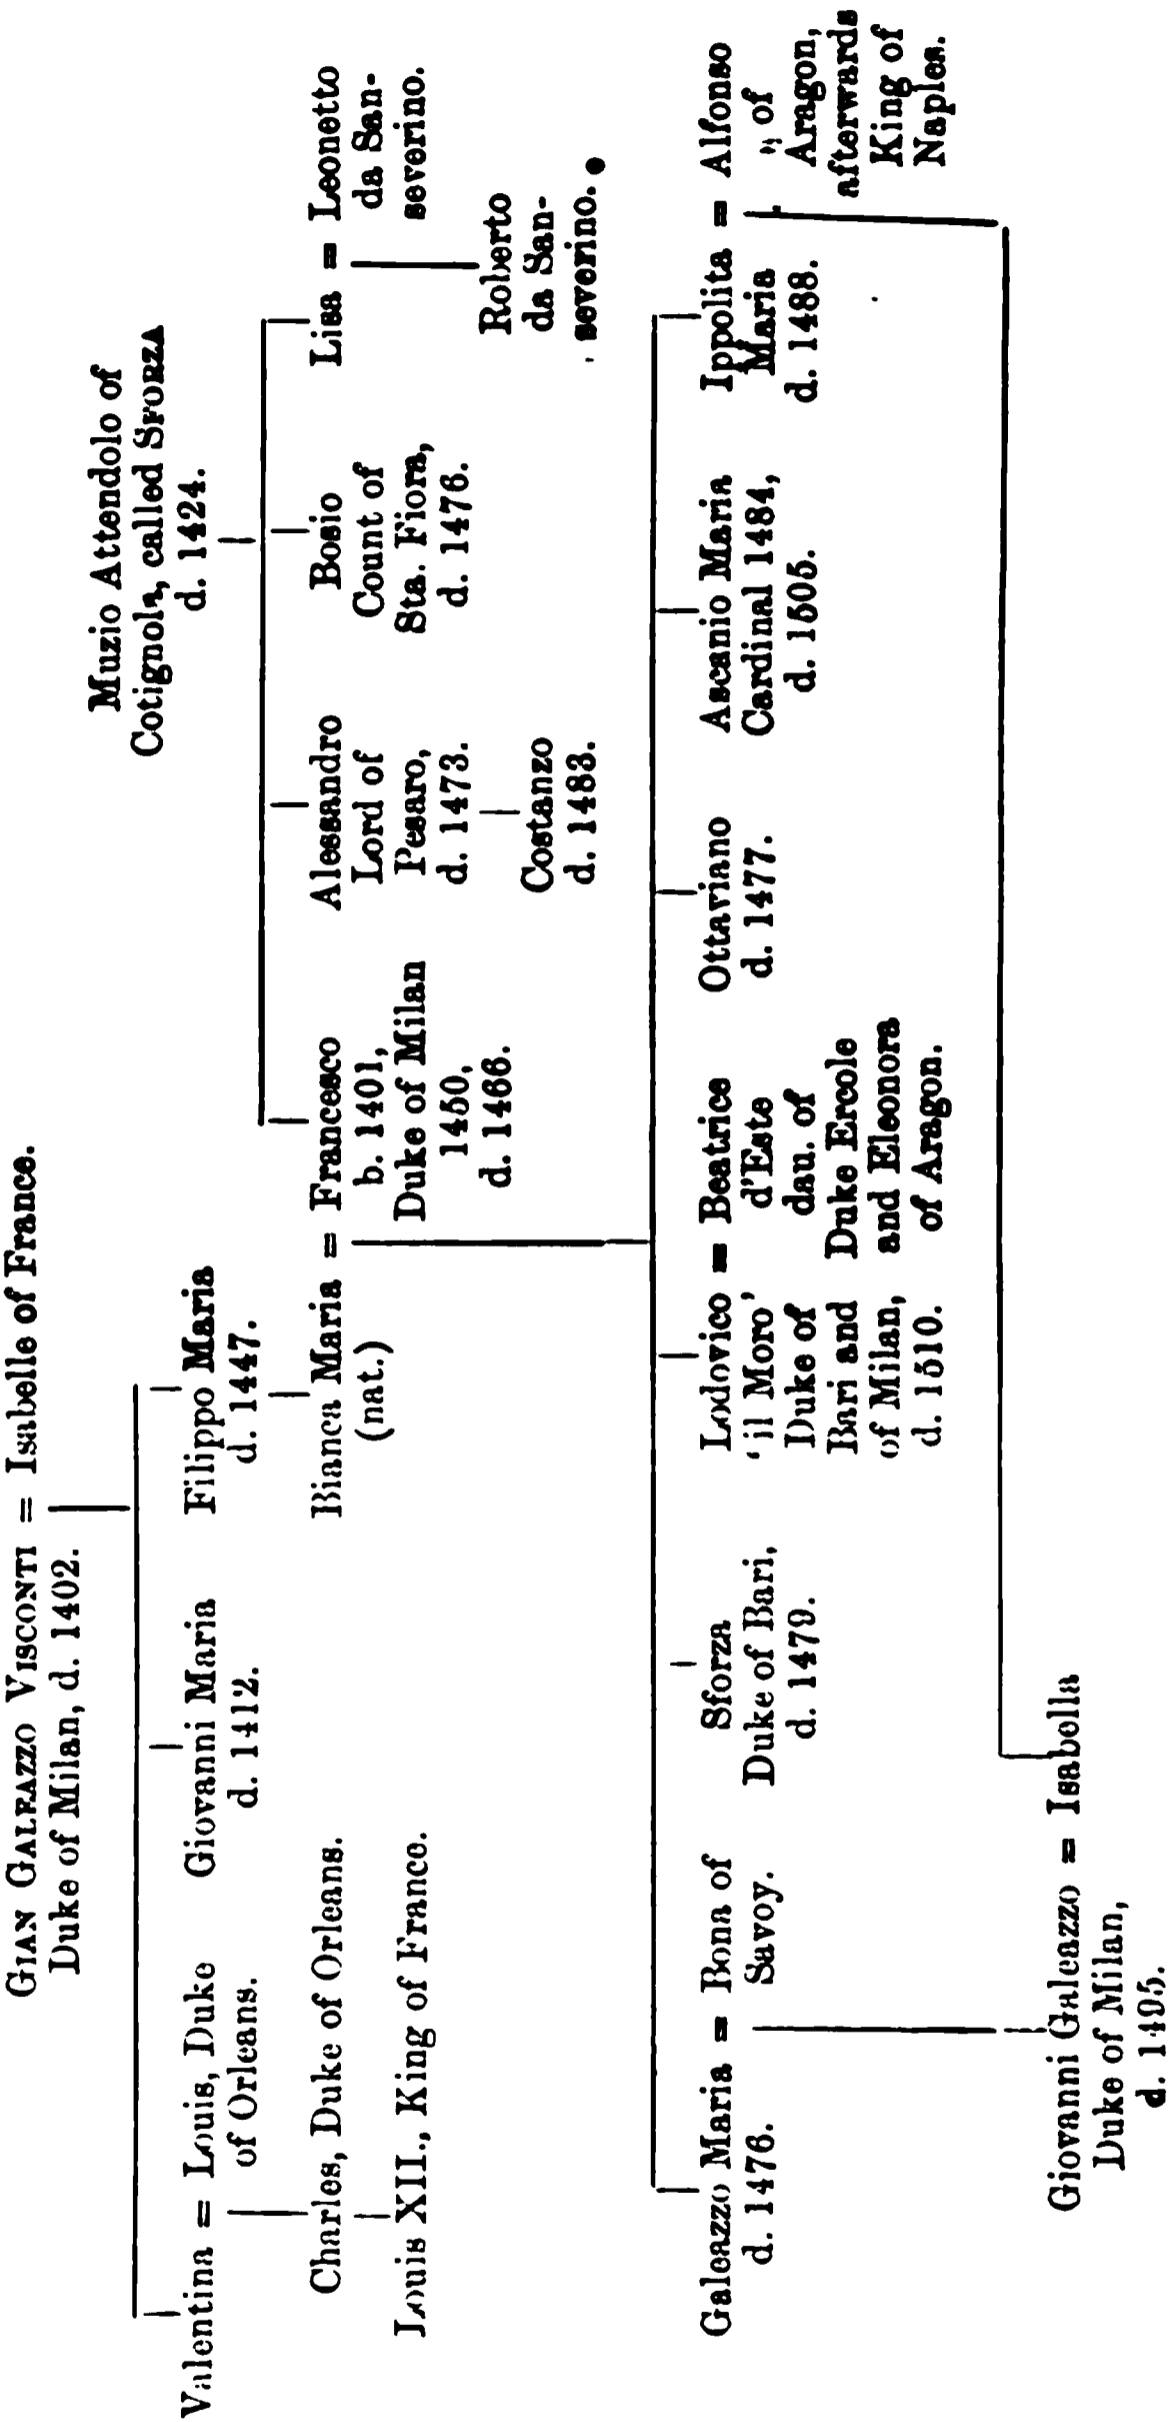 GIAN GALEAZZO VISCONTI = Isabelle of France.
Duke of Milan, d. 1402.
Muzio Attendolo of
Cotignola, called SFORZA
d. 1424.
Valentina = Louis, Duke
of Orleans.
Giovanni Maria
d. 1412.
Filippo Maria
d. 1447.
Charles, Duke of Orleans.
Louis XII., King of France.
Bianca Maria = Francesco
(nat.)
b. 1401,
Duke of Milan
1450,
d. 1466.
Alessandro
Lord of
Pesaro,
d. 1473.
Costanzo
d. 1483.
Bosio
Count of
Sta. Fiora,
d. 1476.
Lisa = Leonetto
da San-
severino.
Roberto
da San-
severino.
Galeazzo Maria = Bona of
d. 1476.
Savoy.
Sforza
Duke of Bari,
d. 1479.
Lodovico = Beatrice
‘il Moro’
Duke of
Bari and
of Milan,
d. 1510.
d'Este
dau. of
Duke Ercole
and Eleonora
of Aragon.
Ottaviano
d. 1477.
Ascanio Maria
Cardinal 1484,
d. 1505.
Ippolita = Alfonso
Maria
d. 1488.
of
Aragon,
afterwards
King of
Naples.
Giovanni Galeazzo = Isabella
Duke of Milan,
d. 1495.